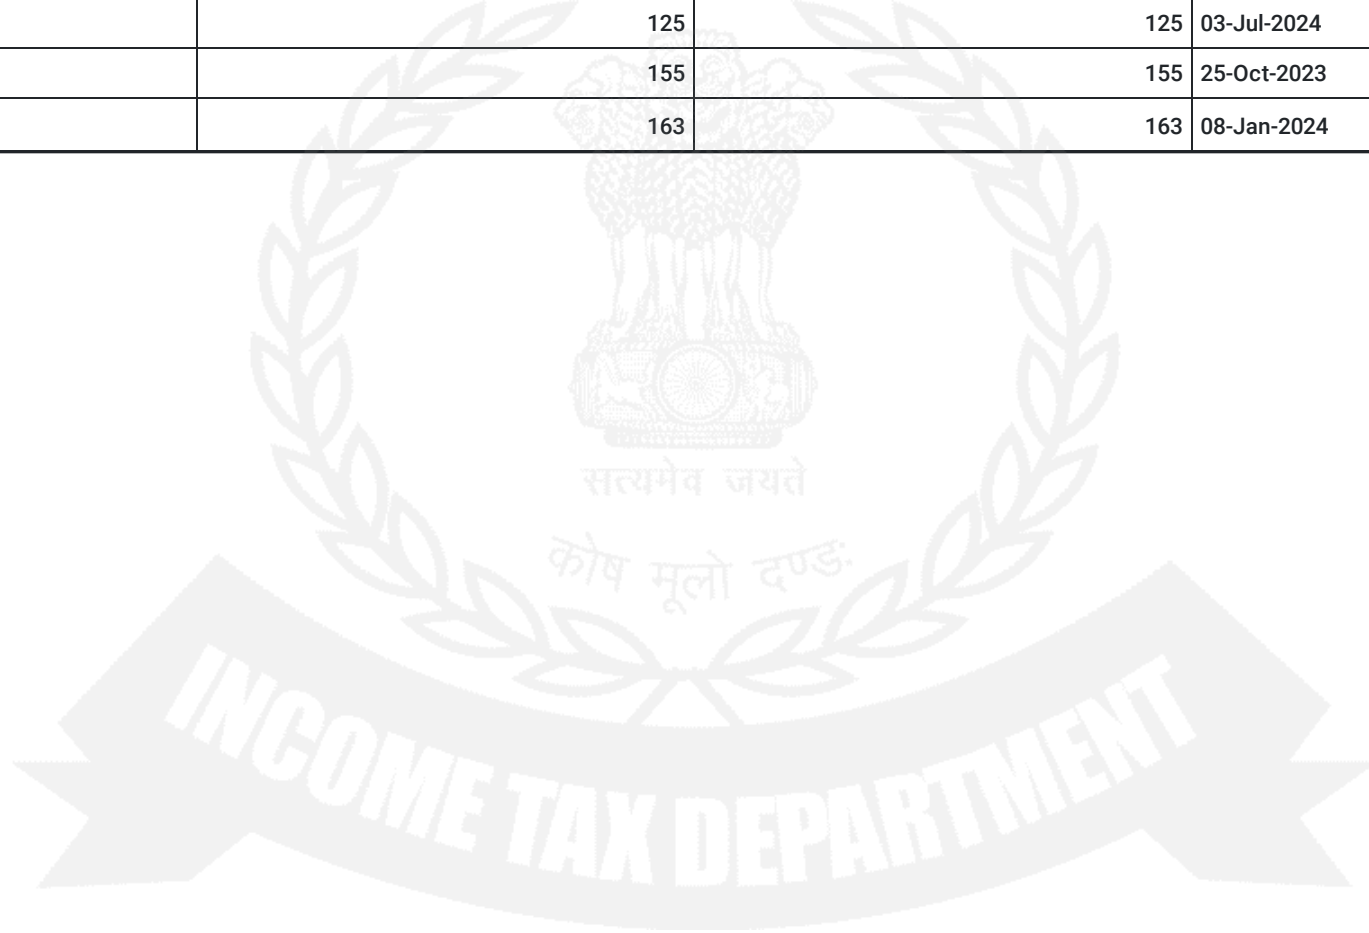 125 125 03-Jul-2024
155 155 25-Oct-2023
163 163 08-Jan-2024
सत्यमेव जयते
कोष मूलो दण्डः
INCOME TAX DEPARTMENT